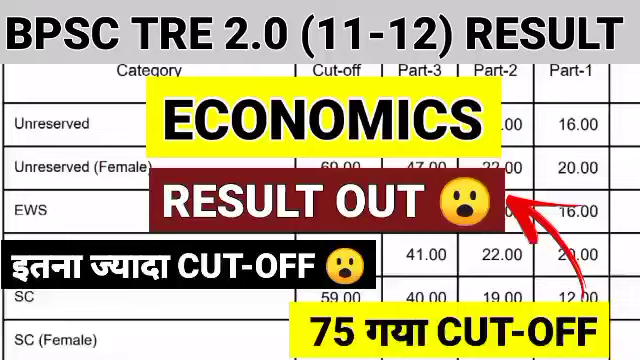 BPSC TRE 2.0 (11-12) RESULT
Category Cut-off Part-3 Part-2 Part-1
ECONOMICS
Unreserved .00 16.00
Unreserved (Female) 69.00 47.00 22.00 20.00
RESULT OUT 😮
EWS 16.00
इतना ज्यादा CUT-OFF 😮
41.00 22.00 20.00
SC 59.00 40.00 19.00 12.00
75 गया CUT-OFF
SC (Female)